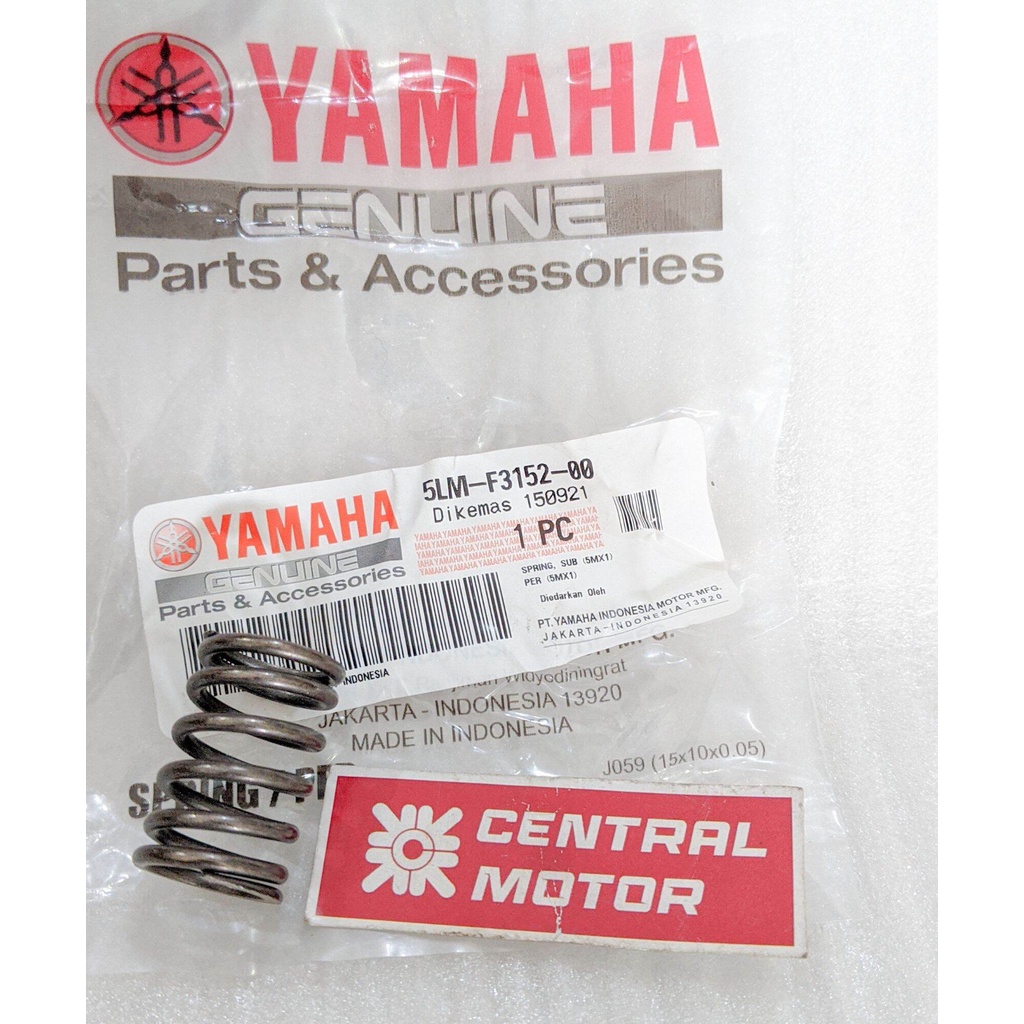 YAMAHA
GENUINE
Parts & Accessories
5LM-F3152-00
Dikemas 150921
YAMAHA
GENUINE
Parts & Accessories
1 PC
SPRING, SUB (5MX1)
PER (5MX1)
Diedarkan Oleh
PT. YAMAHA INDONESIA MOTOR MFG.
JAKARTA-INDONESIA 13920
INDONESIA
JAKARTA - INDONESIA 13920
MADE IN INDONESIA
J059 (15x10x0.05)
SPRING /
CENTRAL
MOTOR